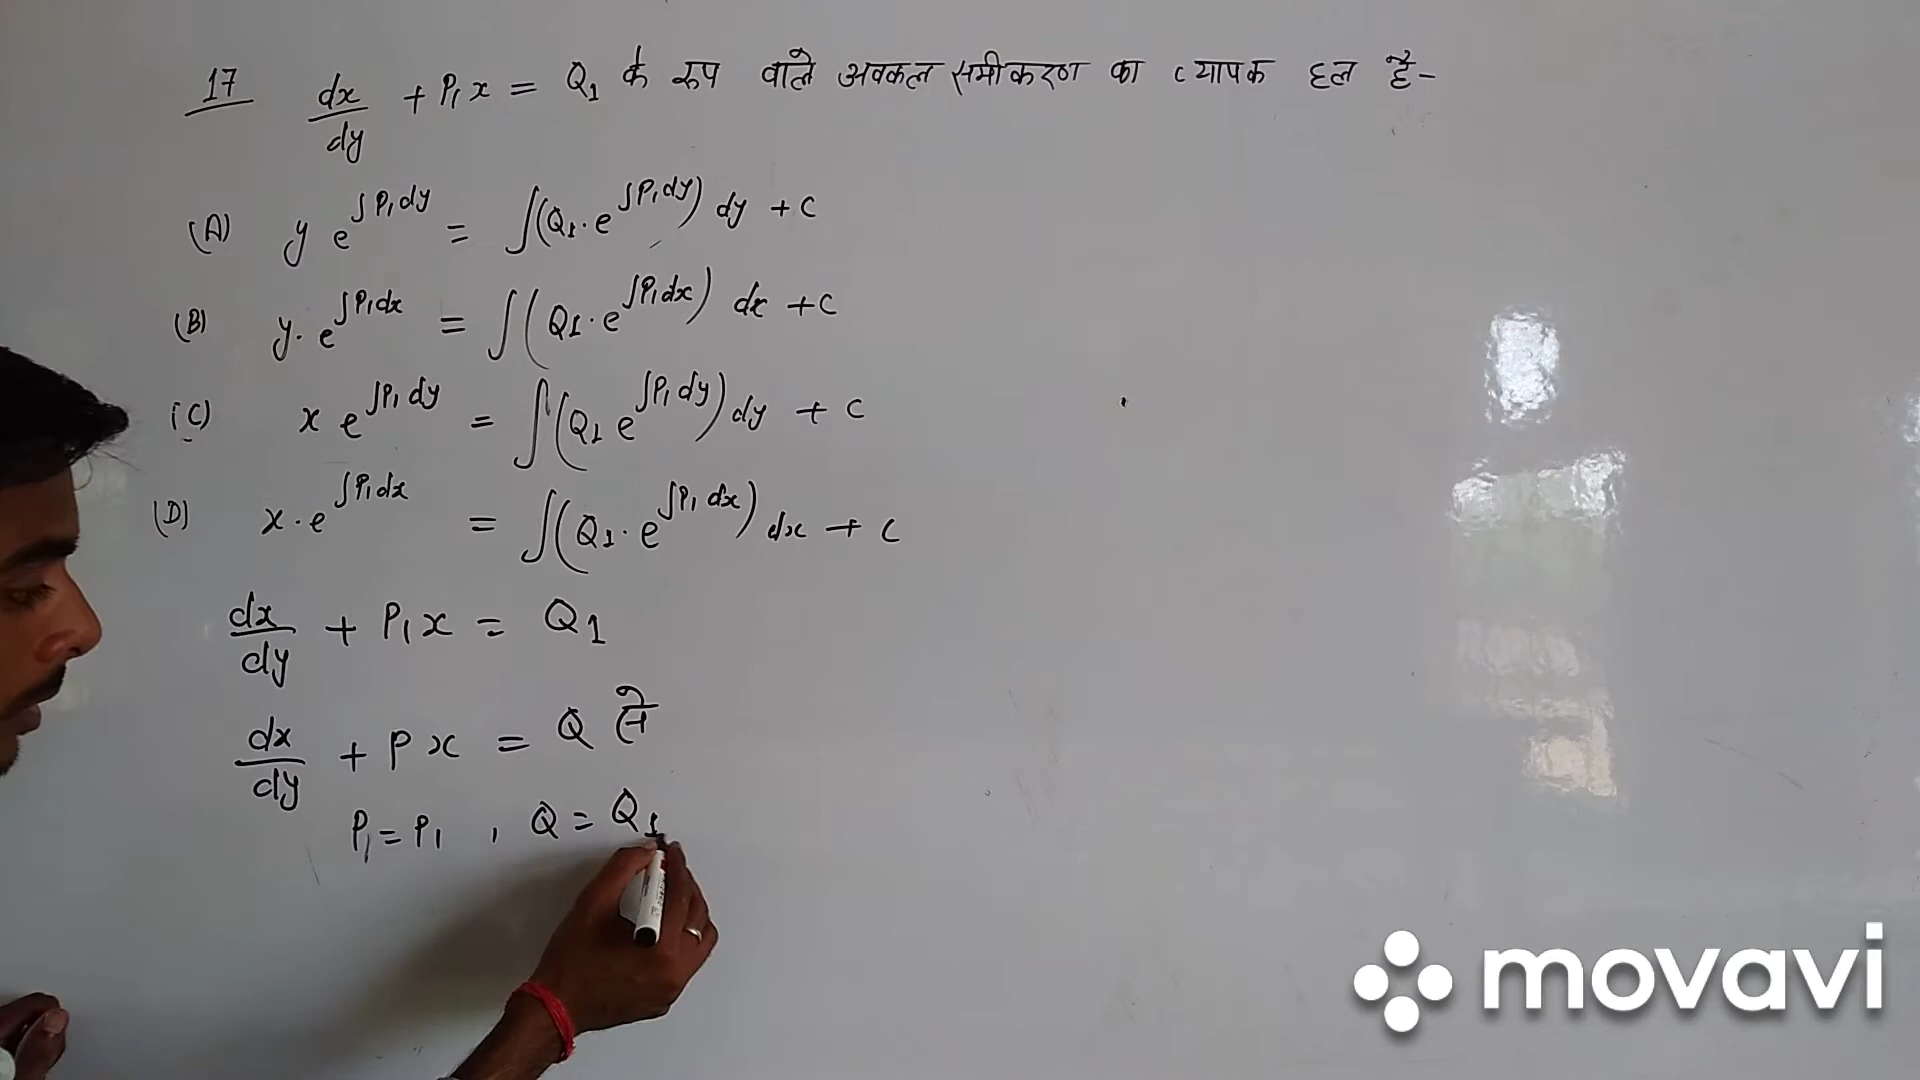 17 dx/dy + P₁x = Q₁ के रूप वाले अवकल समीकरण का व्यापक हल है-
(A) y e^∫P₁dy = ∫(Q₁·e^∫P₁dy) dy + C
(B) y·e^∫P₁dx = ∫(Q₁·e^∫P₁dx) dx + C
(C) x e^∫P₁dy = ∫(Q₁ e^∫P₁dy) dy + C
(D) x·e^∫P₁dx = ∫(Q₁·e^∫P₁dx) dx + C
dx/dy + P₁x = Q₁
dx/dy + Px = Q से
P₁ = P₁ , Q = Q₁
movavi